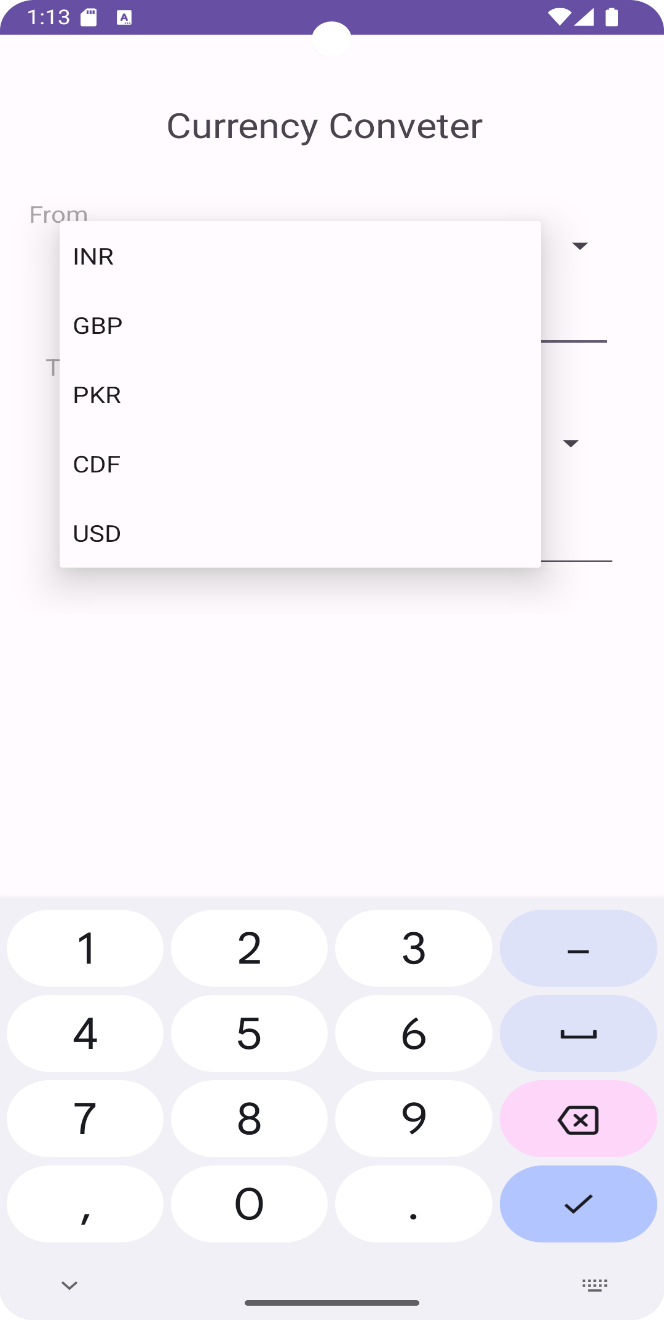 1:13
Currency Conveter
From
INR
GBP
PKR
CDF
USD
1 2 3 –
4 5 6
7 8 9
, 0 .